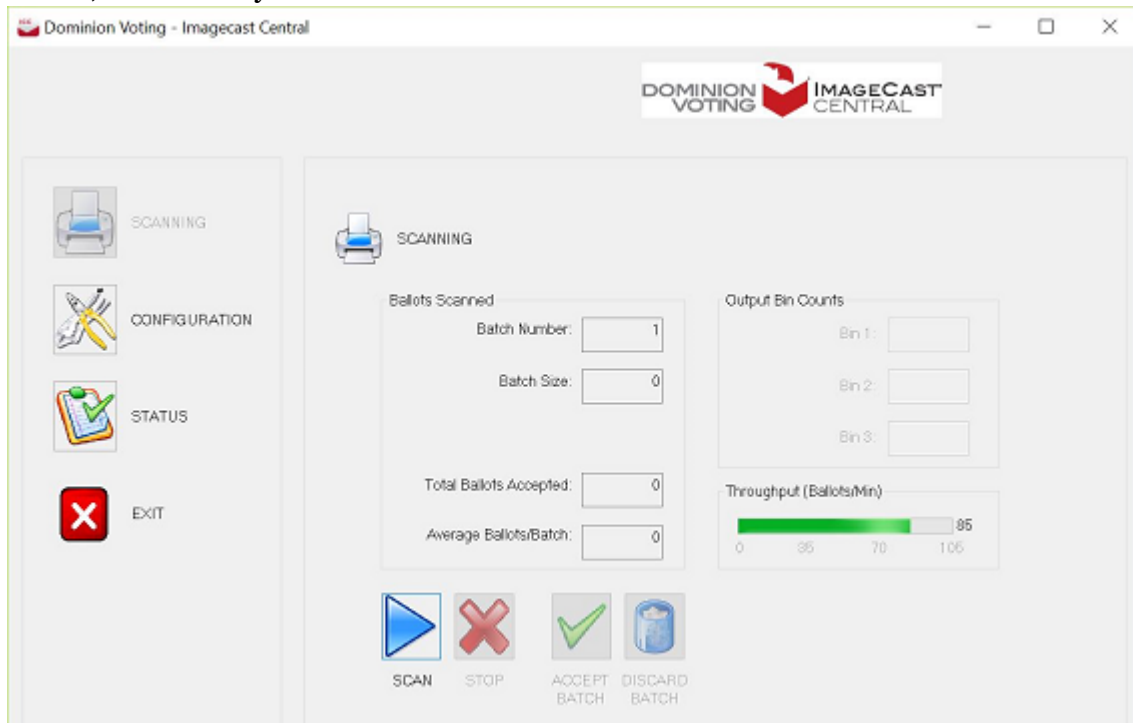 Dominion Voting - Imagecast Central
DOMINION VOTING IMAGECAST CENTRAL
SCANNING
CONFIGURATION
STATUS
EXIT
SCANNING
Ballots Scanned
Batch Number: 1
Batch Size: 0
Total Ballots Accepted: 0
Average Ballots/Batch: 0
Output Bin Counts
Bin 1:
Bin 2:
Bin 3:
Throughput (Ballots/Min)
85
0 35 70 105
SCAN STOP ACCEPT BATCH DISCARD BATCH